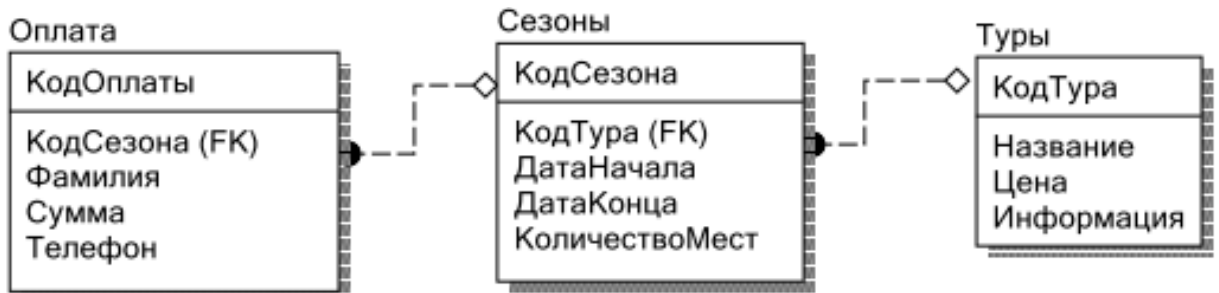 Оплата
КодОплаты
КодСезона (FK)
Фамилия
Сумма
Телефон
Сезоны
КодСезона
КодТура (FK)
ДатаНачала
ДатаКонца
КоличествоМест
Туры
КодТура
Название
Цена
Информация